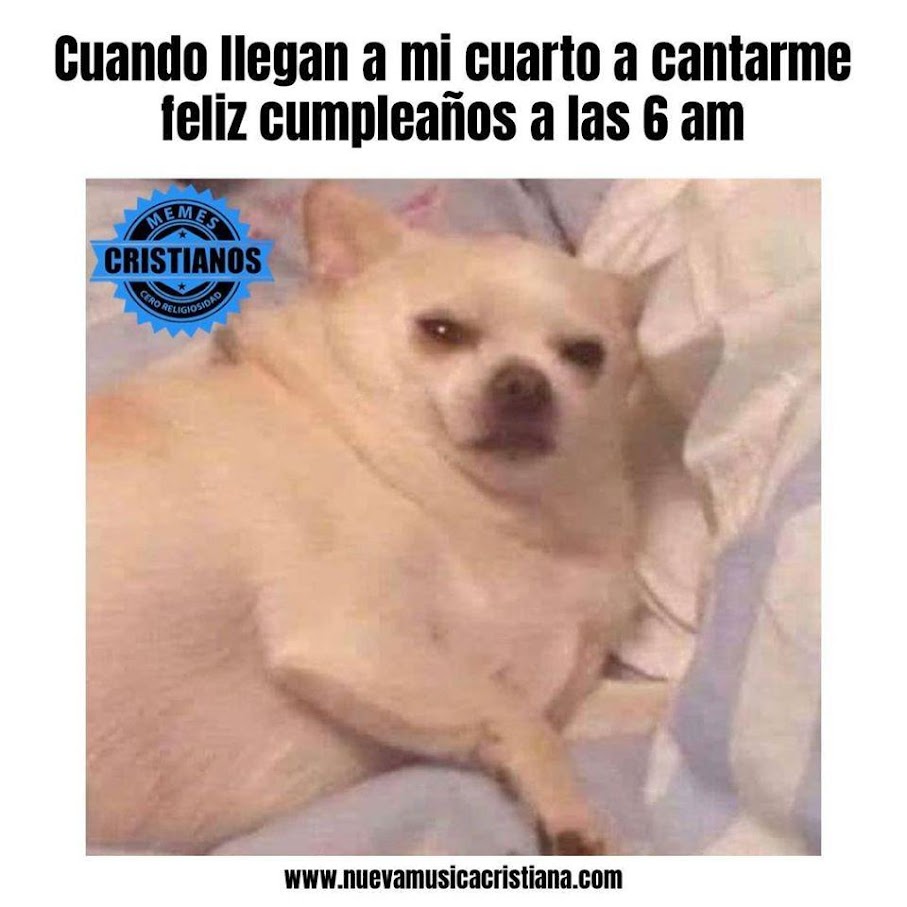 Cuando llegan a mi cuarto a cantarme
feliz cumpleaños a las 6 am
MEMES
CRISTIANOS
CERO RELIGIOSIDAD
www.nuevamusicacristiana.com